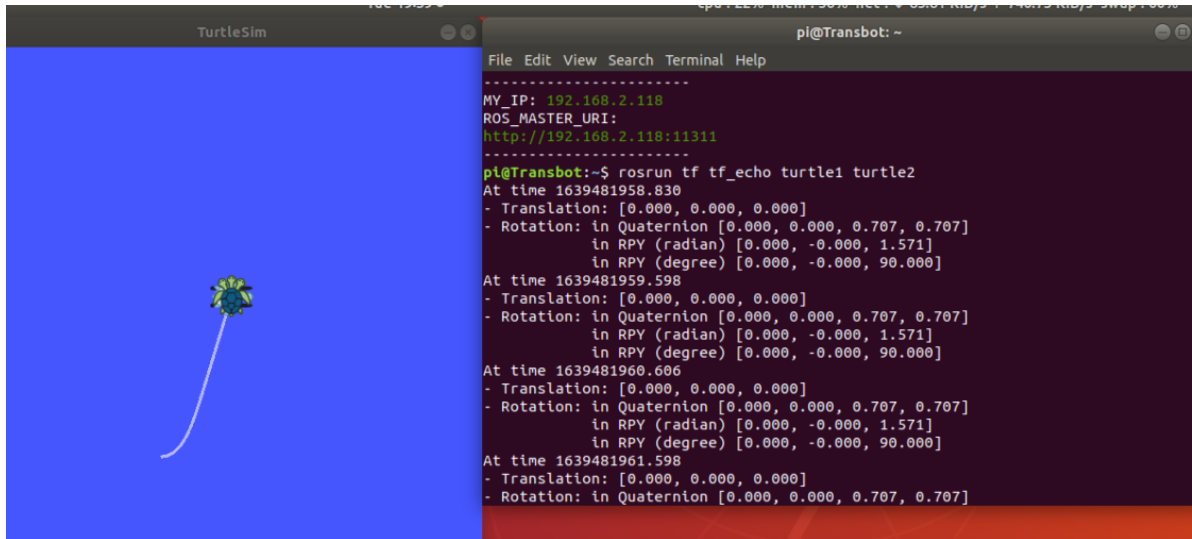 TurtleSim
pi@Transbot: ~
File Edit View Search Terminal Help
-----------------------
MY_IP: 192.168.2.118
ROS_MASTER_URI:
http://192.168.2.118:11311
-----------------------
pi@Transbot:~$ rosrun tf tf_echo turtle1 turtle2
At time 1639481958.830
- Translation: [0.000, 0.000, 0.000]
- Rotation: in Quaternion [0.000, 0.000, 0.707, 0.707]
in RPY (radian) [0.000, -0.000, 1.571]
in RPY (degree) [0.000, -0.000, 90.000]
At time 1639481959.598
- Translation: [0.000, 0.000, 0.000]
- Rotation: in Quaternion [0.000, 0.000, 0.707, 0.707]
in RPY (radian) [0.000, -0.000, 1.571]
in RPY (degree) [0.000, -0.000, 90.000]
At time 1639481960.606
- Translation: [0.000, 0.000, 0.000]
- Rotation: in Quaternion [0.000, 0.000, 0.707, 0.707]
in RPY (radian) [0.000, -0.000, 1.571]
in RPY (degree) [0.000, -0.000, 90.000]
At time 1639481961.598
- Translation: [0.000, 0.000, 0.000]
- Rotation: in Quaternion [0.000, 0.000, 0.707, 0.707]